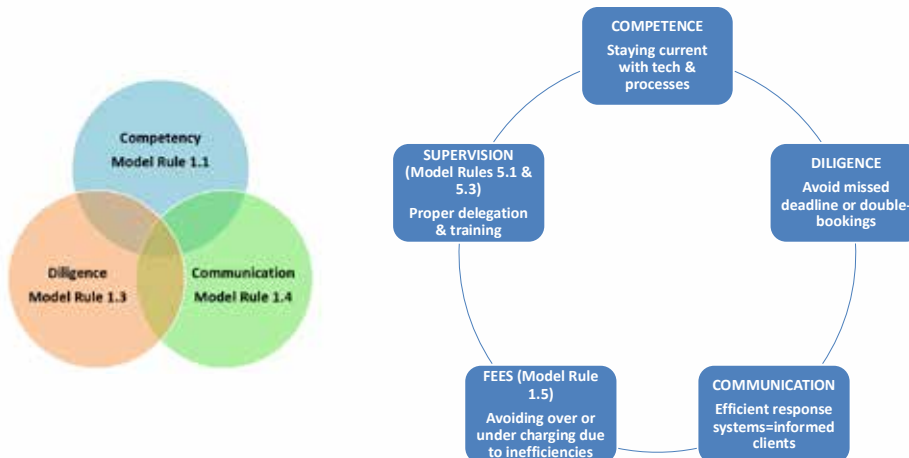 Competency
Model Rule 1.1
Diligence
Model Rule 1.3
Communication
Model Rule 1.4
COMPETENCE
Staying current
with tech &
processes
DILIGENCE
Avoid missed
deadline or double-
bookings
COMMUNICATION
Efficient response
systems=informed
clients
FEES (Model Rule
1.5)
Avoiding over or
under charging due
to inefficiencies
SUPERVISION
(Model Rules 5.1 &
5.3)
Proper delegation
& training